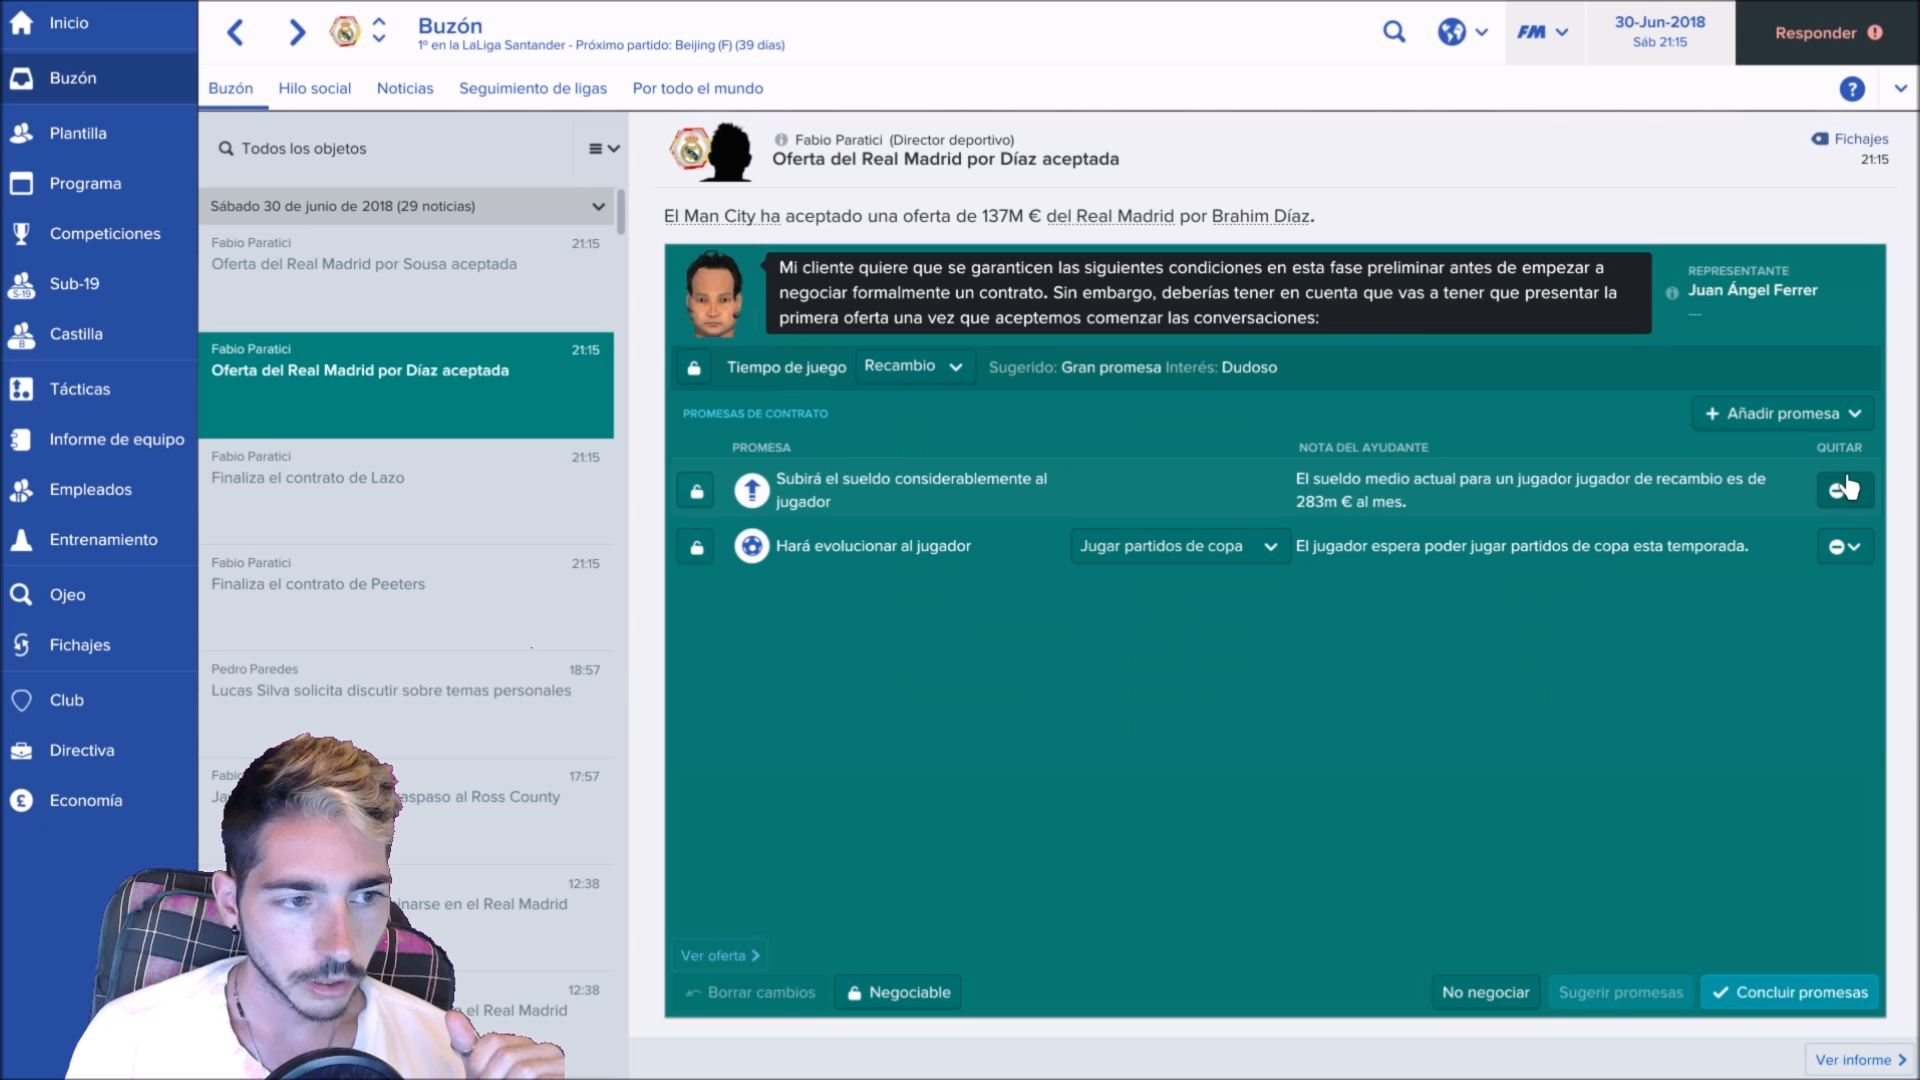 Inicio
Buzón
Plantilla
Programa
Competiciones
S-19
Sub-19
B
Castilla
Tácticas
Informe de equipo
Empleados
Entrenamiento
Ojeo
Fichajes
Club
Directiva
Economía
Buzón
1º en la LaLiga Santander - Próximo partido: Beijing (F) (39 días)
FM
30-Jun-2018
Sáb 21:15
Responder
Buzón
Hilo social
Noticias
Seguimiento de ligas
Por todo el mundo
?
Todos los objetos
Sábado 30 de junio de 2018 (29 noticias)
Fabio Paratici 21:15
Oferta del Real Madrid por Sousa aceptada
Fabio Paratici 21:15
Oferta del Real Madrid por Díaz aceptada
Fabio Paratici 21:15
Finaliza el contrato de Lazo
Fabio Paratici 21:15
Finaliza el contrato de Peeters
Pedro Paredes 18:57
Lucas Silva solicita discutir sobre temas personales
17:57
aspaso al Ross County
12:38
en el Real Madrid
12:38
el Real Madrid
Fabio Paratici (Director deportivo)
Oferta del Real Madrid por Díaz aceptada
Fichajes
21:15
El Man City ha aceptado una oferta de 137M € del Real Madrid por Brahim Díaz.
Mi cliente quiere que se garanticen las siguientes condiciones en esta fase preliminar antes de empezar a
negociar formalmente un contrato. Sin embargo, deberías tener en cuenta que vas a tener que presentar la
primera oferta una vez que aceptemos comenzar las conversaciones:
REPRESENTANTE
Juan Ángel Ferrer
Tiempo de juego Recambio Sugerido: Gran promesa Interés: Dudoso
PROMESAS DE CONTRATO
+ Añadir promesa
PROMESA NOTA DEL AYUDANTE QUITAR
Subirá el sueldo considerablemente al
jugador
El sueldo medio actual para un jugador jugador de recambio es de
283m € al mes.
Hará evolucionar al jugador Jugar partidos de copa El jugador espera poder jugar partidos de copa esta temporada.
Ver oferta
Borrar cambios Negociable No negociar Sugerir promesas Concluir promesas
Ver informe